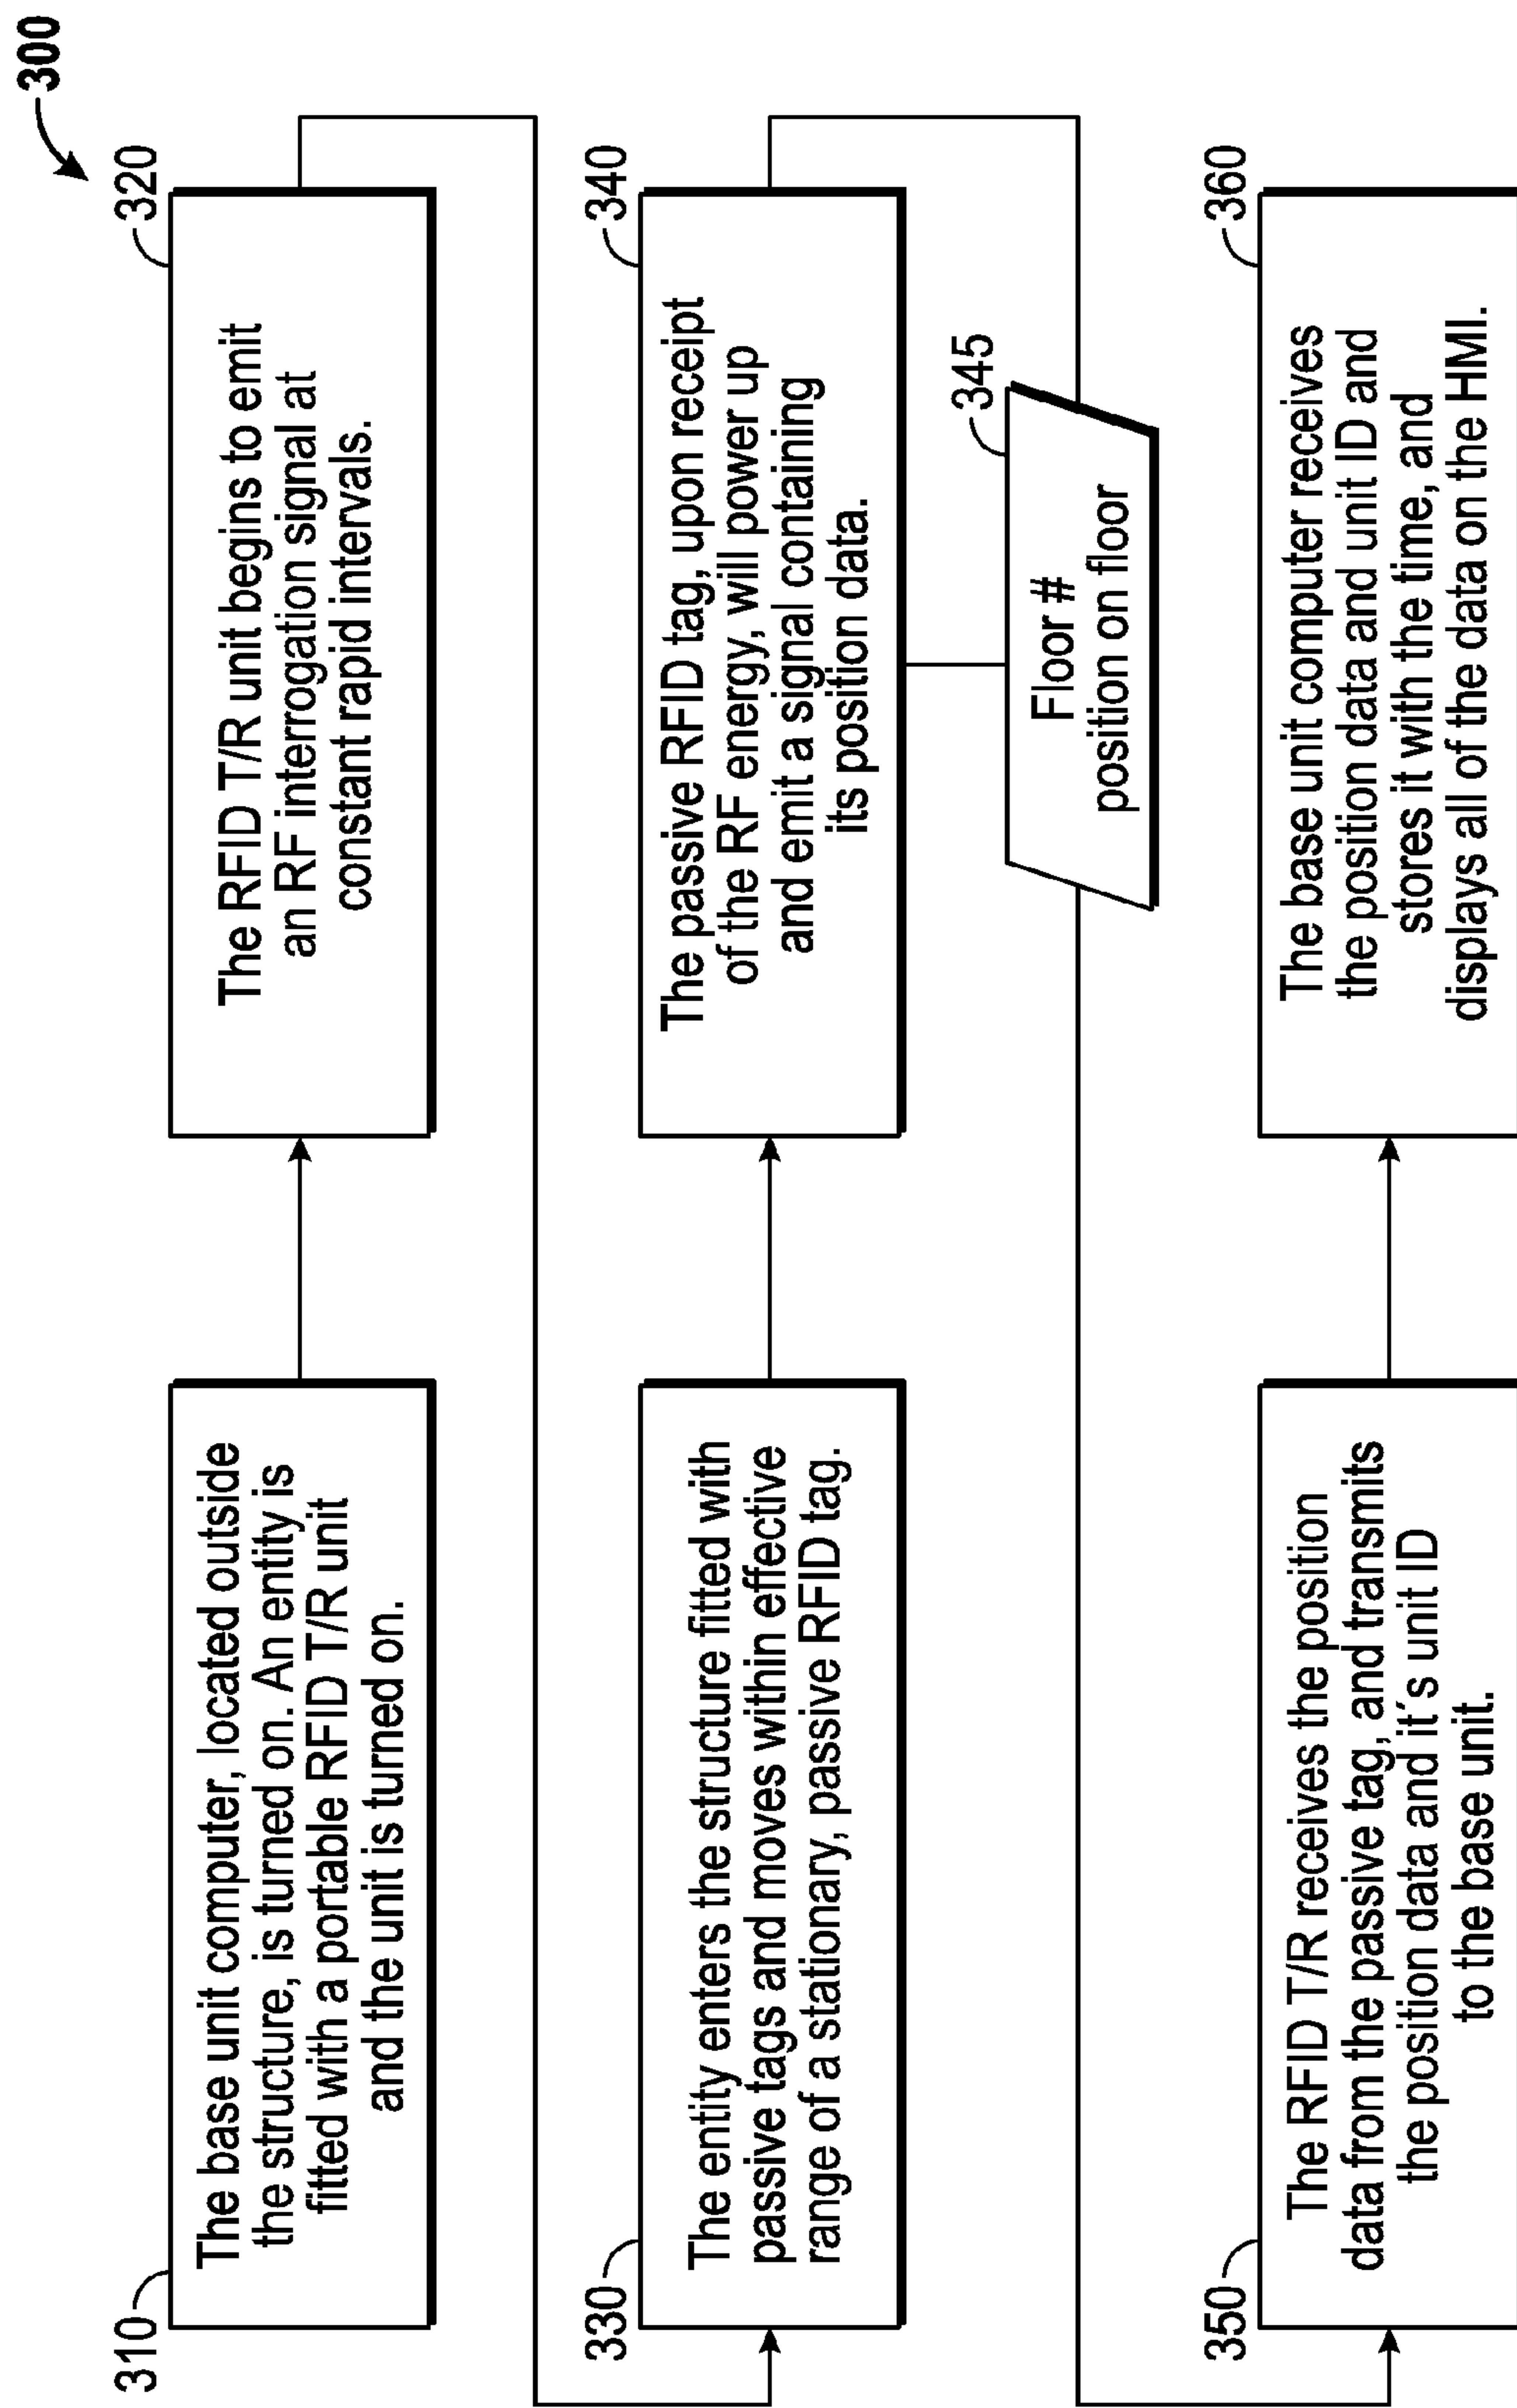 300
310
The base unit computer, located outside
the structure, is turned on. An entity is
fitted with a portable RFID T/R unit
and the unit is turned on.
320
The RFID T/R unit begins to emit
an RF interrogation signal at
constant rapid intervals.
330
The entity enters the structure fitted with
passive tags and moves within effective
range of a stationary, passive RFID tag.
340
The passive RFID tag, upon receipt
of the RF energy, will power up
and emit a signal containing
its position data.
345
Floor #
position on floor
350
The RFID T/R receives the position
data from the passive tag, and transmits
the position data and it´s unit ID
to the base unit.
360
The base unit computer receives
the position data and unit ID and
stores it with the time, and
displays all of the data on the HMI.